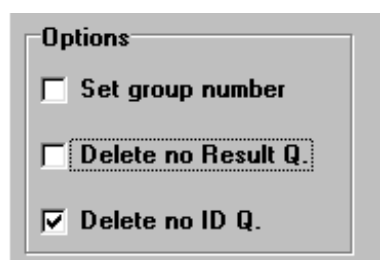 Options
Set group number
Delete no Result Q.
Delete no ID Q.